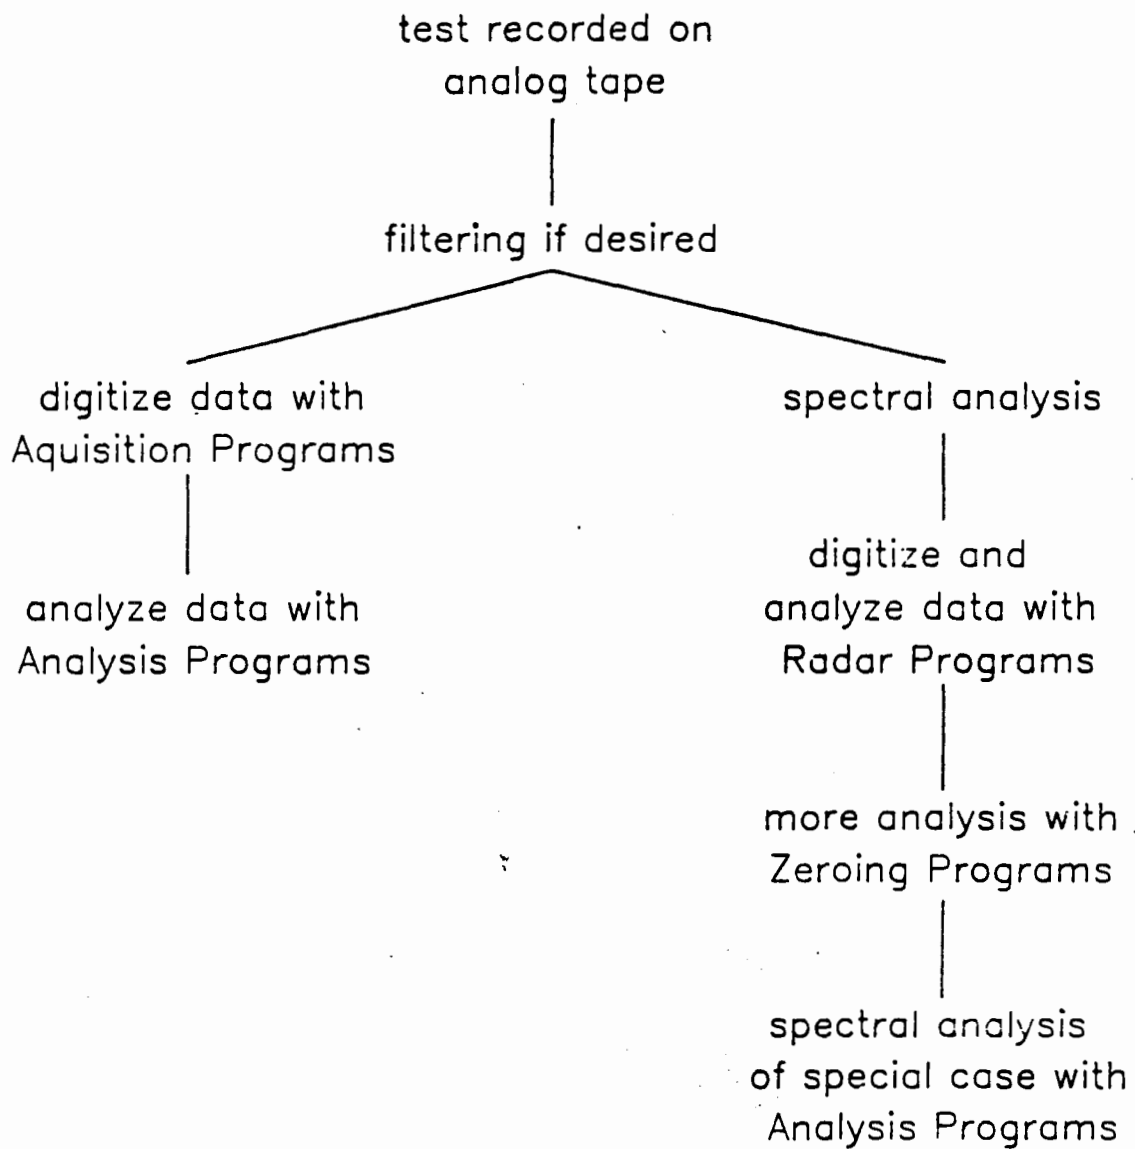 test recorded on
analog tape
filtering if desired
digitize data with
Aquisition Programs
analyze data with
Analysis Programs
spectral analysis
digitize and
analyze data with
Radar Programs
more analysis with
Zeroing Programs
spectral analysis
of special case with
Analysis Programs